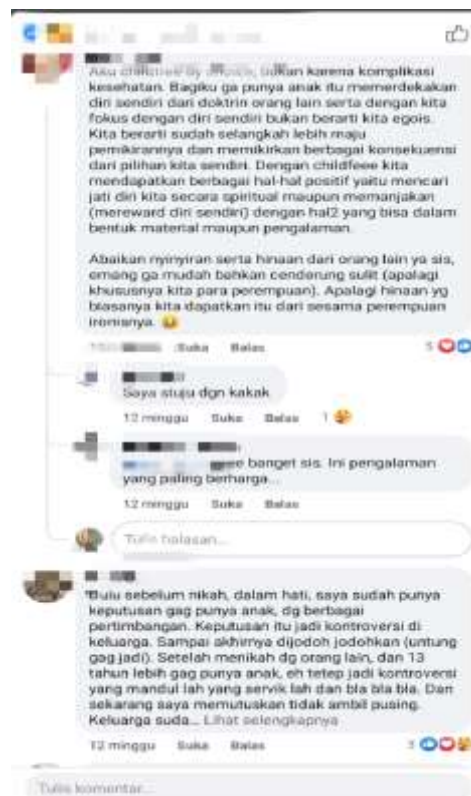 Aku childfree by choice, bukan karena komplikasi
kesehatan. Bagiku ga punya anak itu memerdekakan
diri sendiri dari doktrin orang lain serta dengan kita
fokus dengan diri sendiri bukan berarti kita egois.
Kita berarti sudah selangkah lebih maju
pemikirannya dan memikirkan berbagai konsekuensi
dari pilihan kita sendiri. Dengan childfeee kita
mendapatkan berbagai hal-hal positif yaitu mencari
jati diri kita secara spiritual maupun memanjakan
(mereward diri sendiri) dengan hal2 yang bisa dalam
bentuk material maupun pengalaman.
Abaikan nyinyiran serta hinaan dari orang lain ya sis,
emang ga mudah bahkan cenderung sulit (apalagi
khususnya kita para perempuan). Apalagi hinaan yg
biasanya kita dapatkan itu dari sesama perempuan
ironisnya. 😅
Suka Balas 5
Saya stuju dgn kakak
12 minggu Suka Balas 1
banget sis. Ini pengalaman
yang paling berharga...
12 minggu Suka Balas
Tulis balasan...
Bulu sebelum nikah, dalam hati, saya sudah punya
keputusan gag punya anak, dg berbagai
pertimbangan. Keputusan itu jadi kontroversi di
keluarga. Sampai akhirnya dijodoh jodohkan (untung
gag jadi). Setelah menikah dg orang lain, dan 13
tahun lebih gag punya anak, eh tetep jadi kontroversi
yang mandul lah yang servik lah dan bla bla bla. Dan
sekarang saya memutuskan tidak ambil pusing.
Keluarga suda... Lihat selengkapnya
12 minggu Suka Balas 3
Tulis komentar...